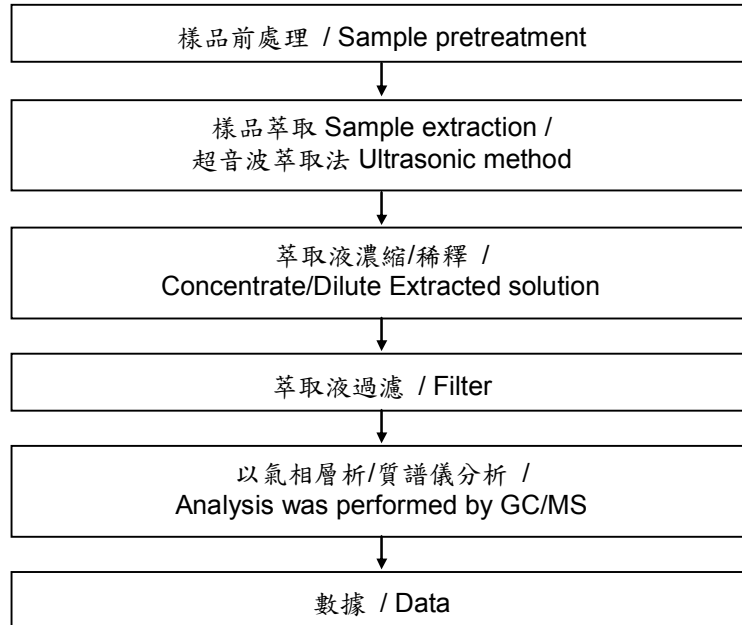 樣品前處理 / Sample pretreatment
樣品萃取 Sample extraction /
超音波萃取法 Ultrasonic method
萃取液濃縮/稀釋 /
Concentrate/Dilute Extracted solution
萃取液過濾 / Filter
以氣相層析/質譜儀分析 /
Analysis was performed by GC/MS
數據 / Data